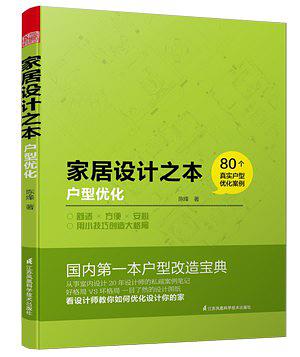 家居设计之本
户型优化
陈烽 著
江苏凤凰科学技术出版社
家居设计之本
80个
真实户型
优化案例
户型优化
陈烽 著
◎ 舒适 × 方便 × 安心
◎ 用小技巧创造大格局
国内第一本户型改造宝典
从事室内设计20年设计师的私藏案例笔记
好格局VS坏格局 一目了然的设计图纸
看设计师教你如何优化设计你的家
江苏凤凰科学技术出版社